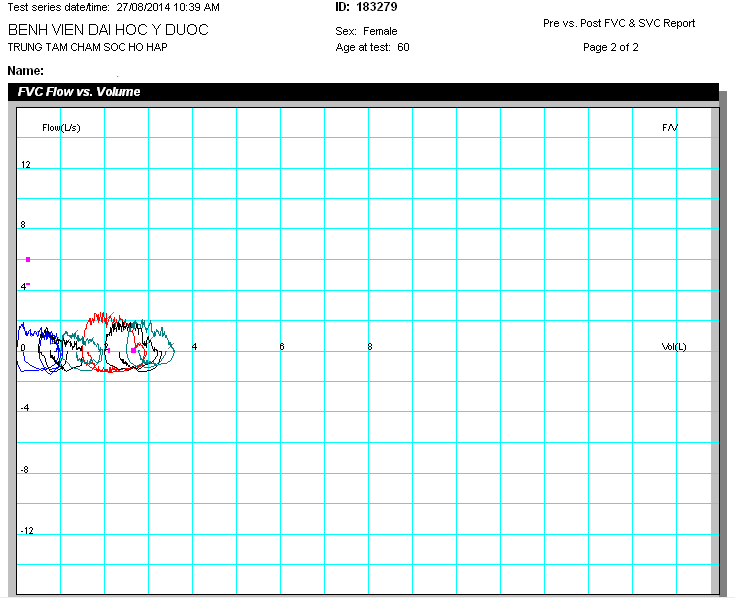 Test series date/time: 27/08/2014 10:39 AM
ID: 183279
BENH VIEN DAI HOC Y DUOC
Sex: Female
Pre vs. Post FVC & SVC Report
TRUNG TAM CHAM SOC HO HAP
Age at test: 60
Page 2 of 2
Name:
FVC Flow vs. Volume
Flow(L/s)
F/V
12
8
4
0
2
4
6
8
Vol(L)
-4
-8
-12